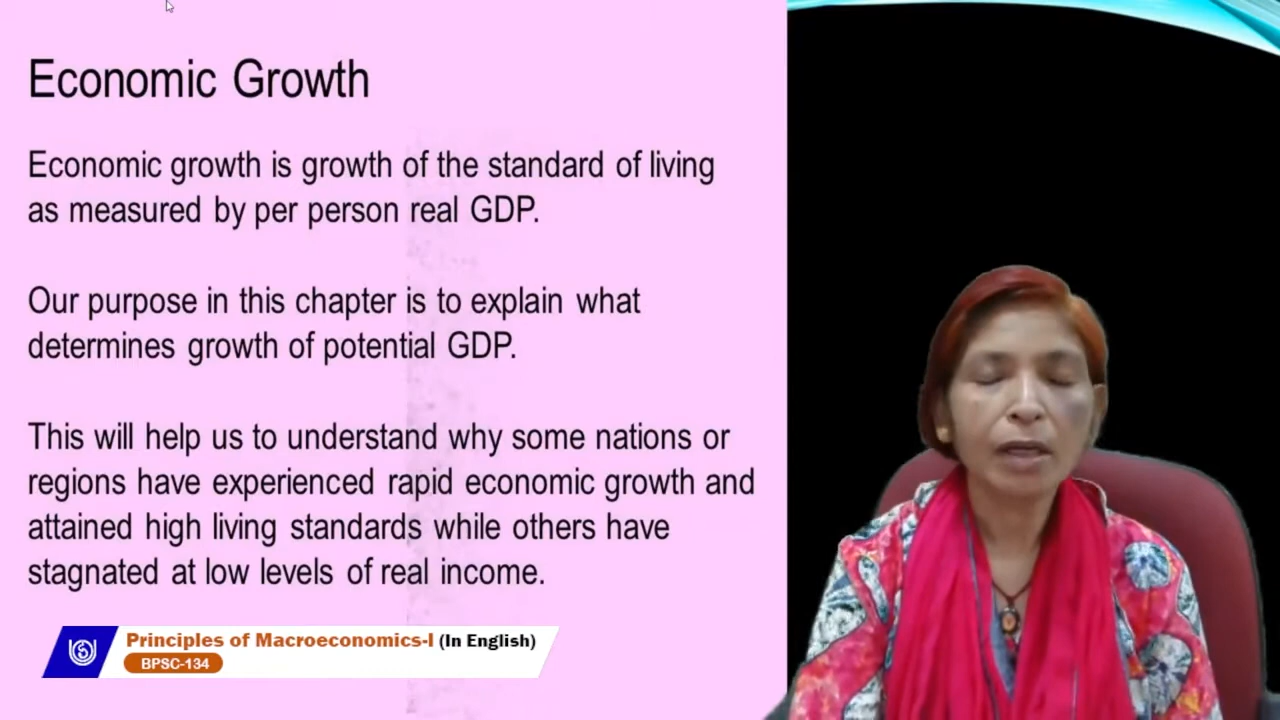 Economic Growth
Economic growth is growth of the standard of living
as measured by per person real GDP.
Our purpose in this chapter is to explain what
determines growth of potential GDP.
This will help us to understand why some nations or
regions have experienced rapid economic growth and
attained high living standards while others have
stagnated at low levels of real income.
Principles of Macroeconomics-I (In English)
BPSC-134